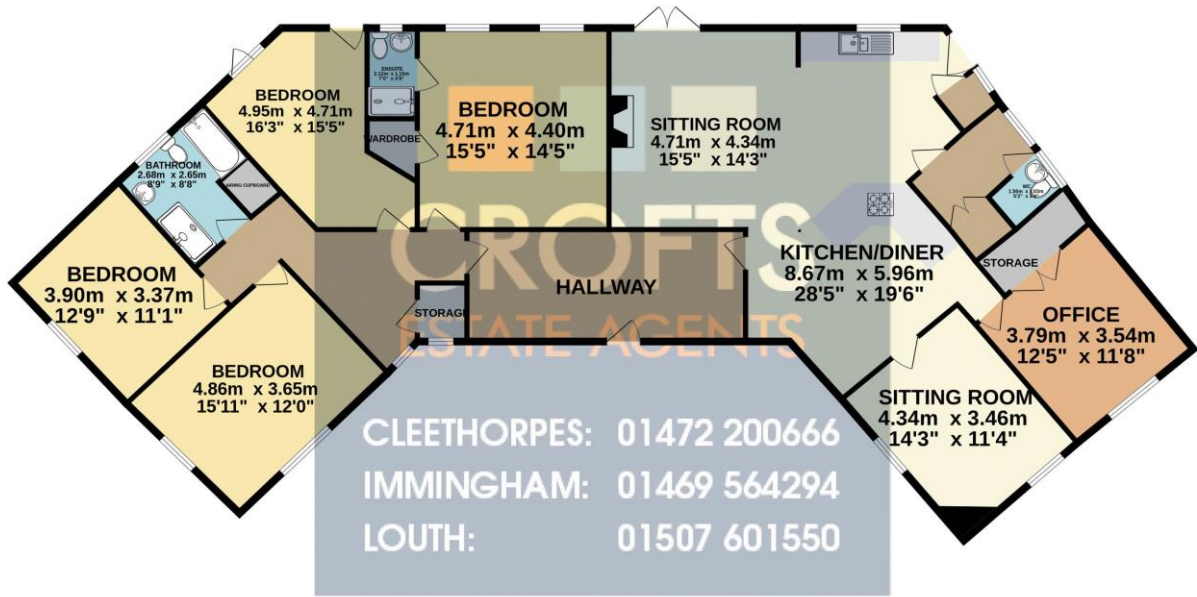 BEDROOM
4.95m x 4.71m
16'3" x 15'5"
ENSUITE
WARDROBE
BEDROOM
4.71m x 4.40m
15'5" x 14'5"
SITTING ROOM
4.71m x 4.34m
15'5" x 14'3"
BATHROOM
2.68m x 2.65m
8'9" x 8'8"
AIRING CUPBOARD
WC
BEDROOM
3.90m x 3.37m
12'9" x 11'1"
CROFTS
ESTATE AGENTS
HALLWAY
KITCHEN/DINER
8.67m x 5.96m
28'5" x 19'6"
STORAGE
STORAGE
OFFICE
3.79m x 3.54m
12'5" x 11'8"
BEDROOM
4.86m x 3.65m
15'11" x 12'0"
SITTING ROOM
4.34m x 3.46m
14'3" x 11'4"
CLEETHORPES: 01472 200666
IMMINGHAM: 01469 564294
LOUTH: 01507 601550